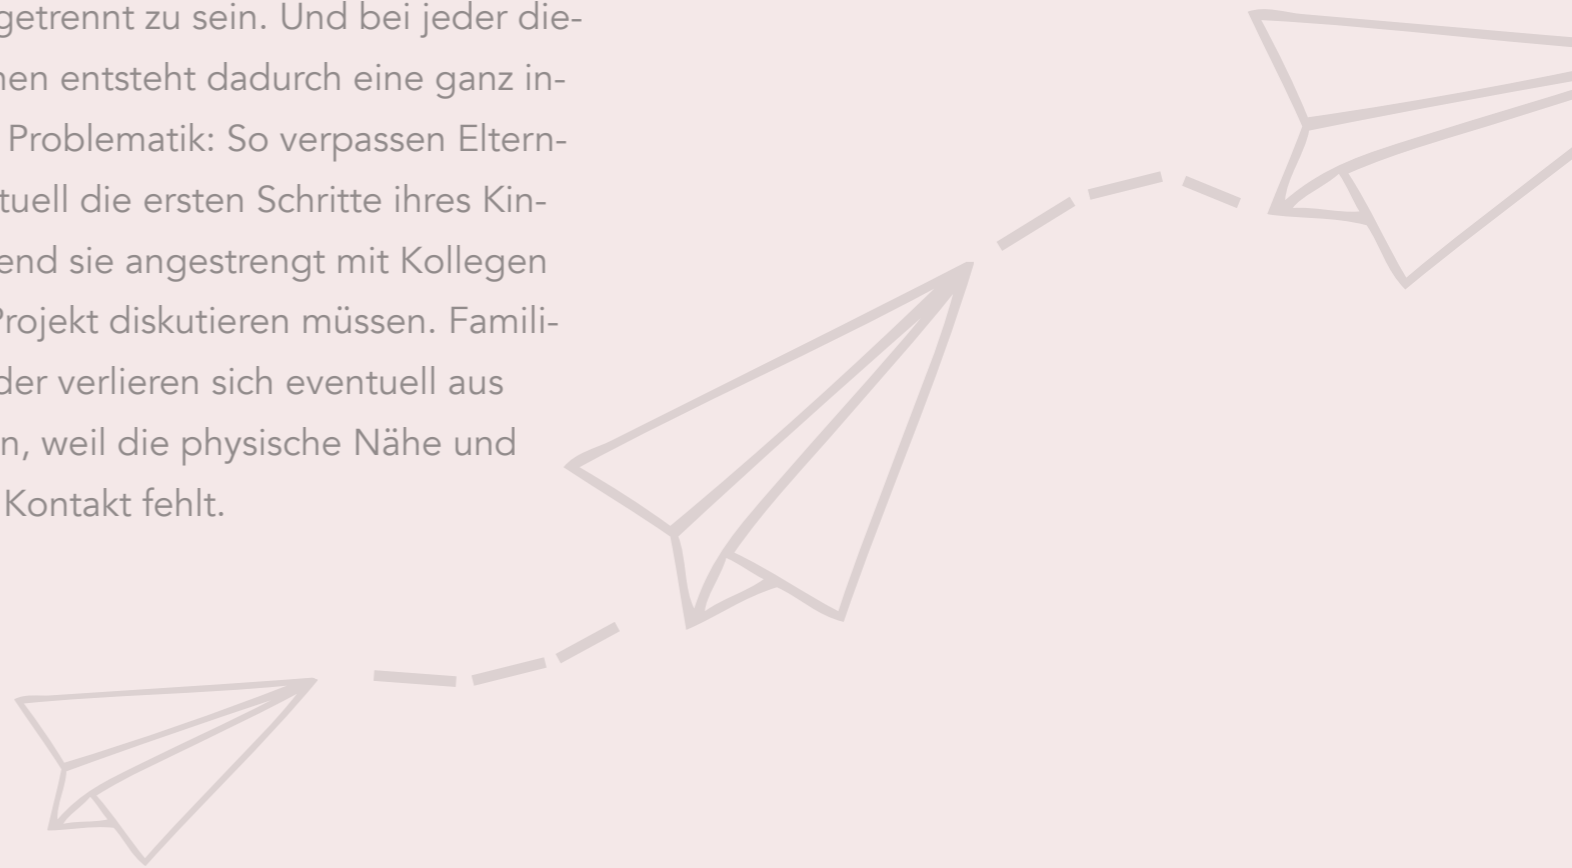 getrennt zu sein. Und bei jeder die-
nen entsteht dadurch eine ganz in-
Problematik: So verpassen Eltern-
tuell die ersten Schritte ihres Kin-
end sie angestrengt mit Kollegen
Projekt diskutieren müssen. Famili-
der verlieren sich eventuell aus
n, weil die physische Nähe und
Kontakt fehlt.